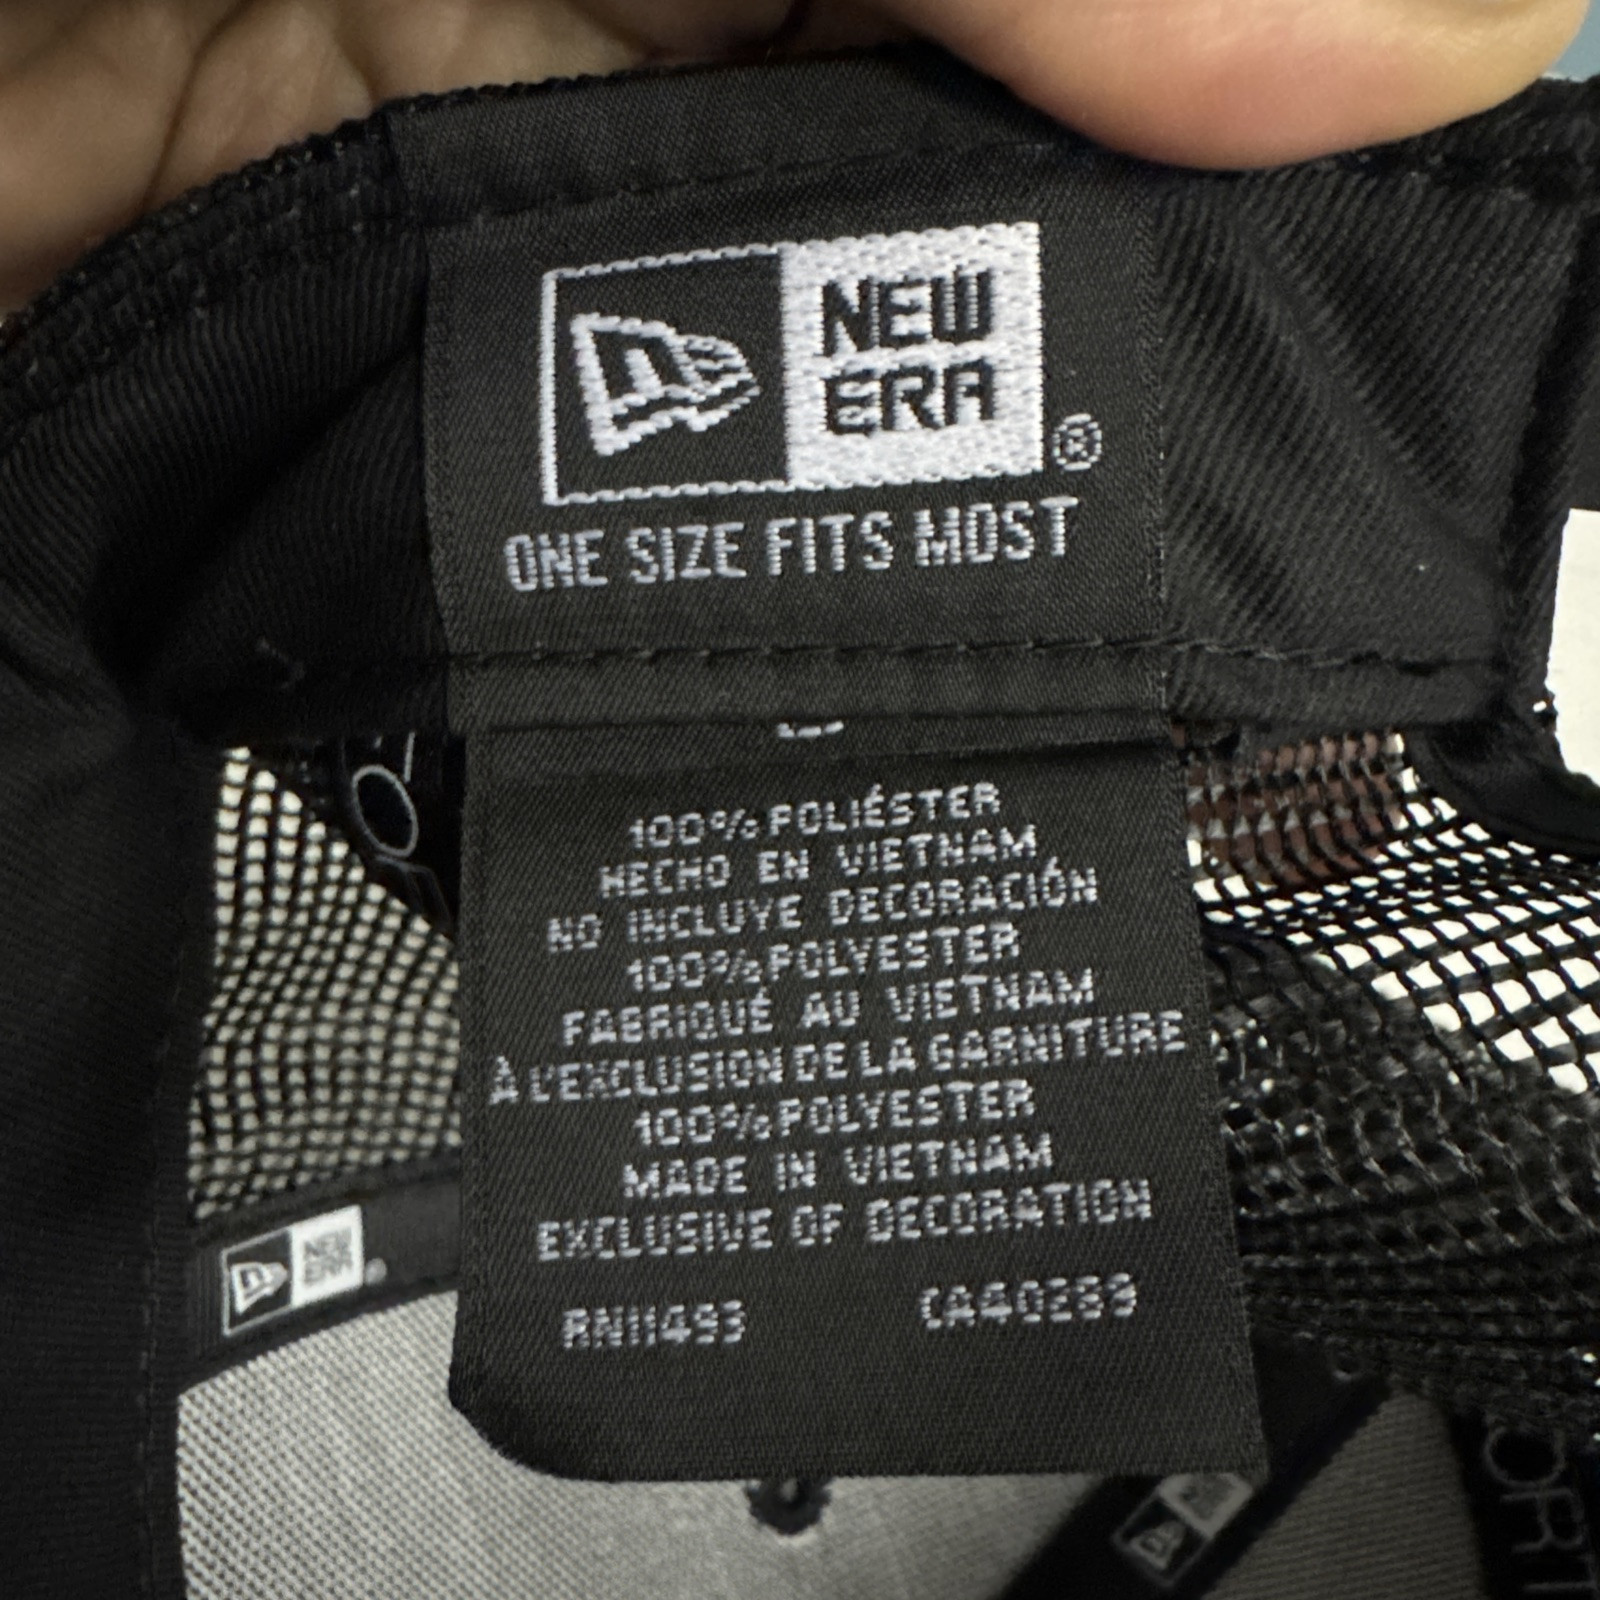 NEW
ERA
®
ONE SIZE FITS MOST
100% POLIÉSTER
HECHO EN VIETNAM
NO INCLUYE DECORACIÓN
100% POLYESTER
FABRIQUÉ AU VIETNAM
À L'EXCLUSION DE LA GARNITURE
100% POLYESTER
MADE IN VIETNAM
EXCLUSIVE OF DECORATION
RN11493 CA40289
NEW
ERA